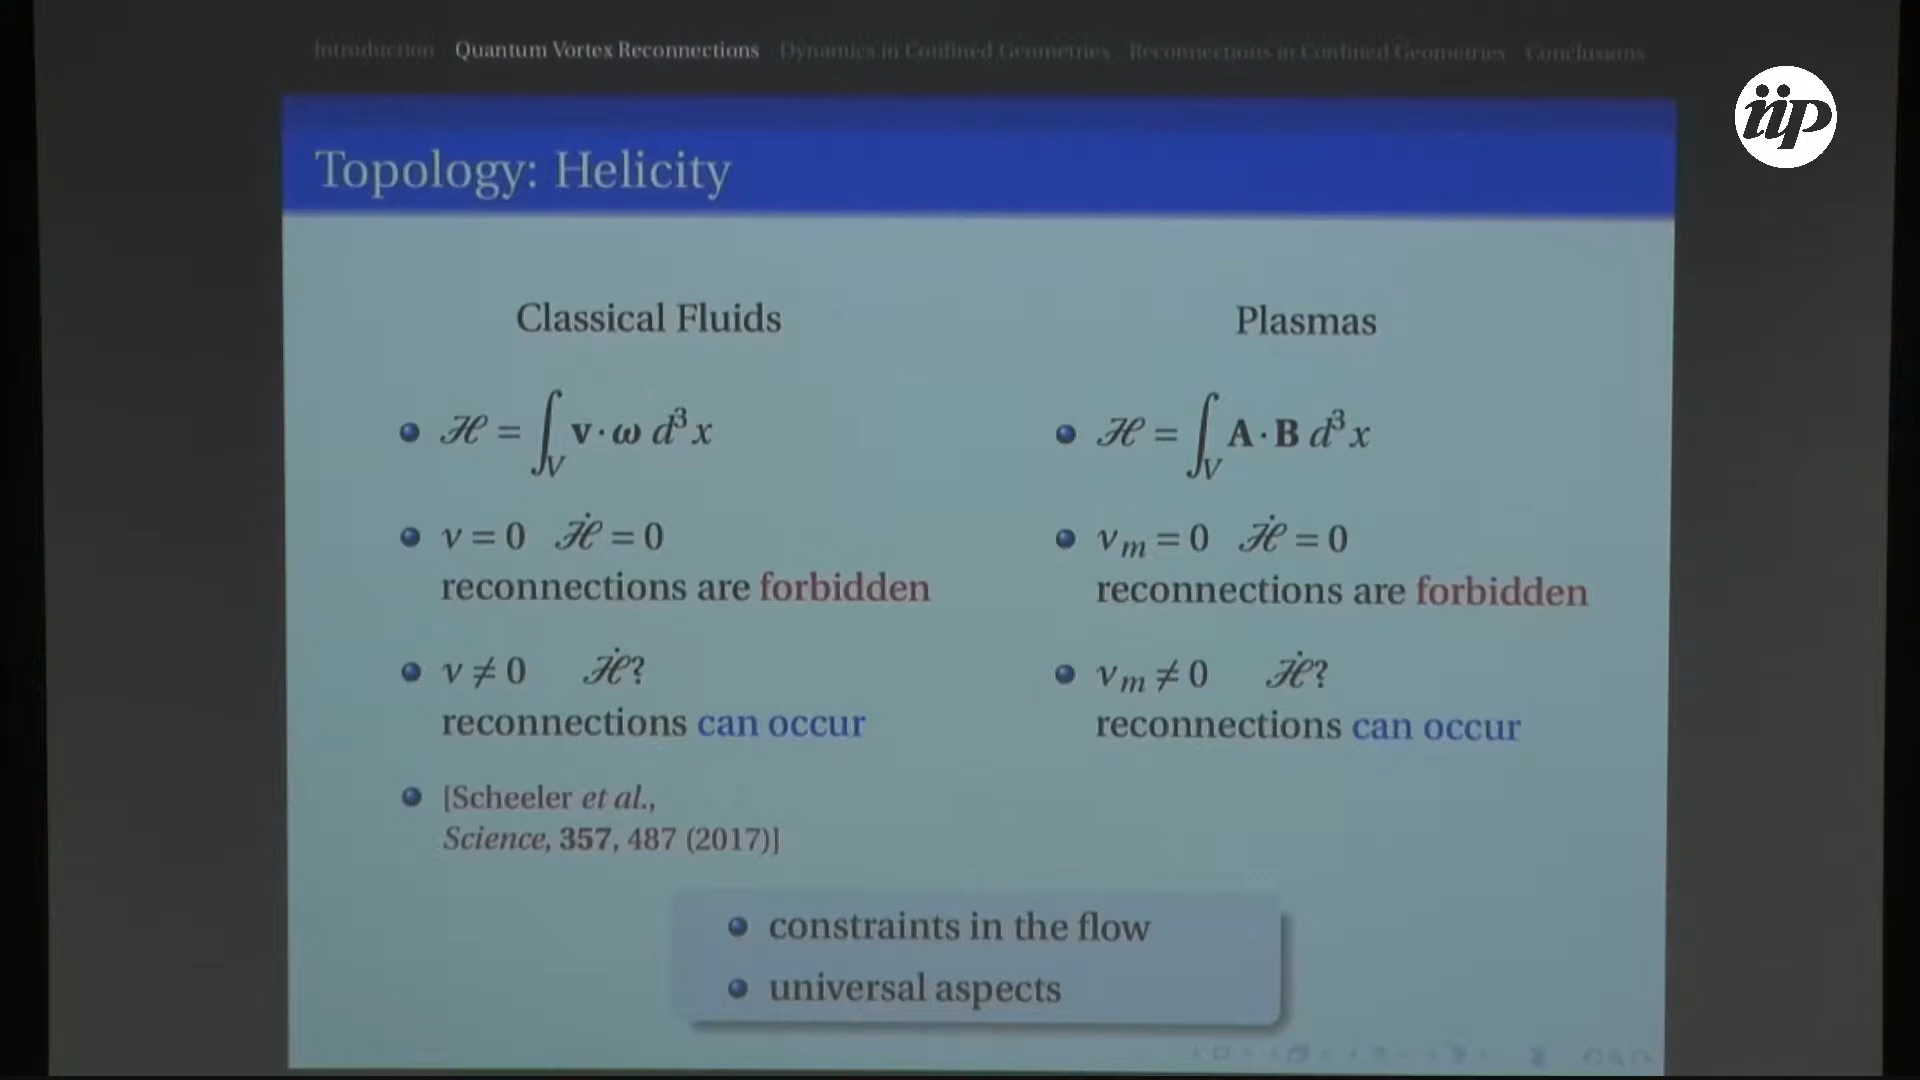 Introduction Quantum Vortex Reconnections Dynamics in Confined Geometries Reconnections in Confined Geometries Conclusions
iip
Topology: Helicity
Classical Fluids
ℋ = ∫_V v · ω d³x
ν = 0 ℋ̇ = 0
reconnections are forbidden
ν ≠ 0 ℋ̇?
reconnections can occur
[Scheeler et al.,
Science, 357, 487 (2017)]
Plasmas
ℋ = ∫_V A · B d³x
ν_m = 0 ℋ̇ = 0
reconnections are forbidden
ν_m ≠ 0 ℋ̇?
reconnections can occur
constraints in the flow
universal aspects